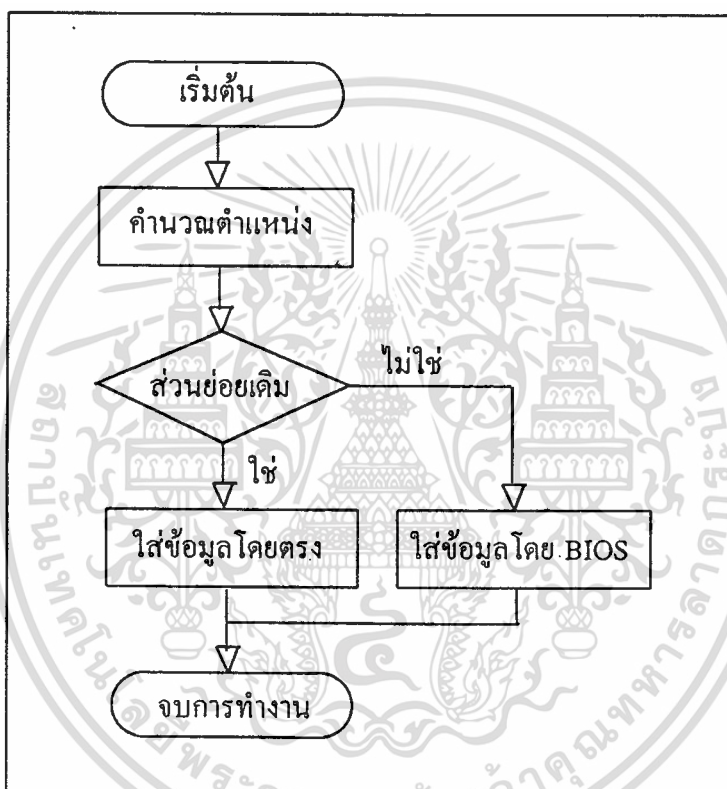 เริ่มต้น
คำนวณตำแหน่ง
ส่วนย่อยเดิม
ไม่ใช่
ใช่
ใส่ข้อมูลโดยตรง
ใส่ข้อมูลโดย BIOS
จบการทำงาน